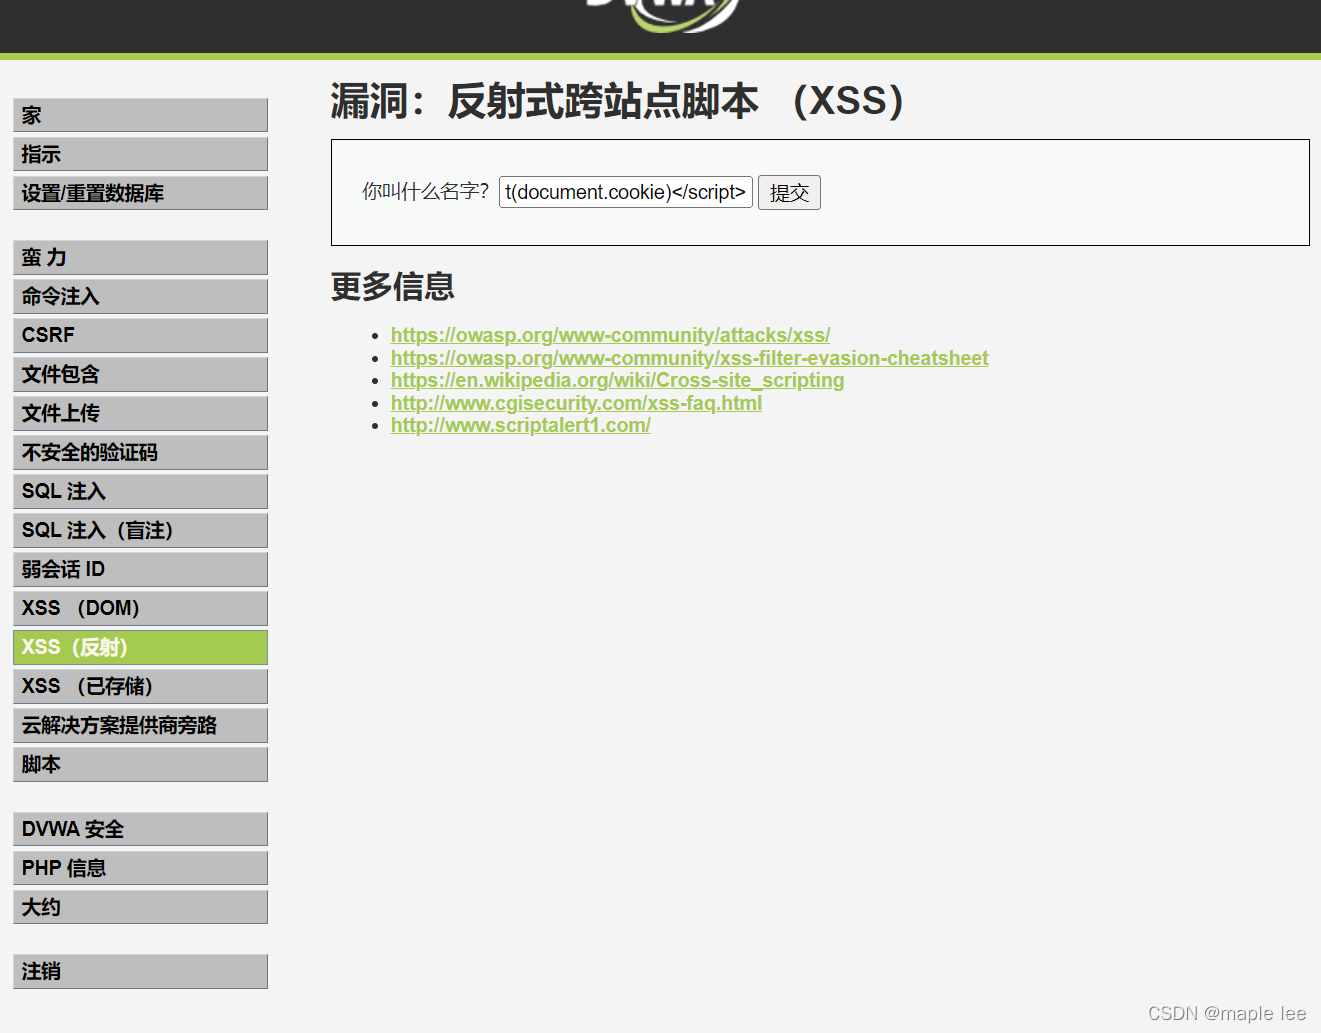 DVWA
漏洞：反射式跨站点脚本 （XSS）
你叫什么名字？ t(document.cookie)</script> 提交
更多信息
https://owasp.org/www-community/attacks/xss/
https://owasp.org/www-community/xss-filter-evasion-cheatsheet
https://en.wikipedia.org/wiki/Cross-site_scripting
http://www.cgisecurity.com/xss-faq.html
http://www.scriptalert1.com/
家
指示
设置/重置数据库
蛮 力
命令注入
CSRF
文件包含
文件上传
不安全的验证码
SQL 注入
SQL 注入（盲注）
弱会话 ID
XSS （DOM）
XSS（反射）
XSS （已存储）
云解决方案提供商旁路
脚本
DVWA 安全
PHP 信息
大约
注销
CSDN @maple lee